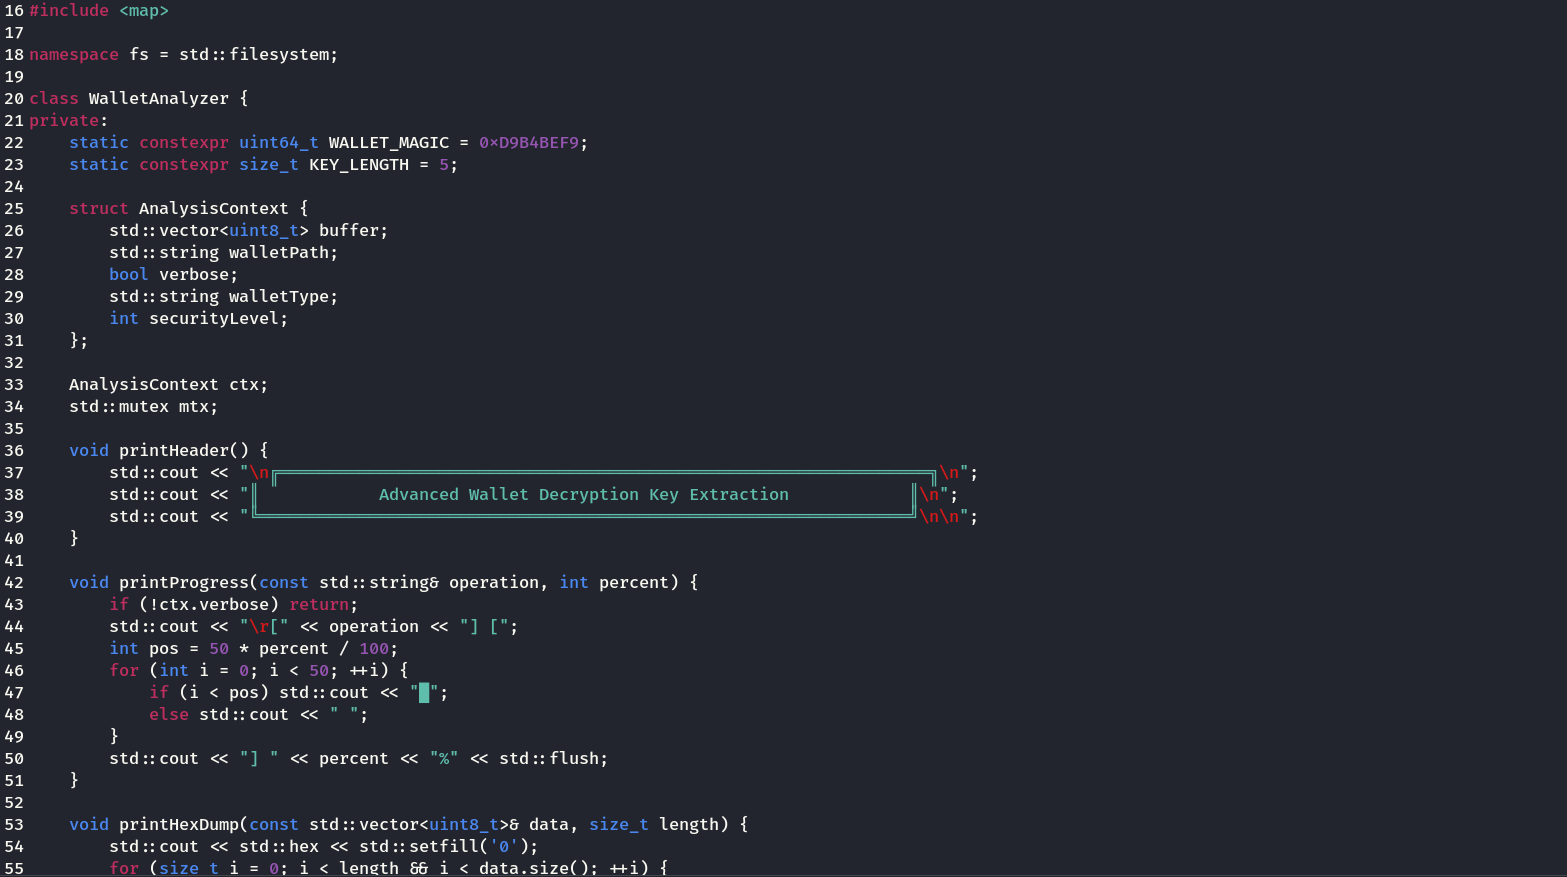 16 #include <map>
17
18 namespace fs = std::filesystem;
19
20 class WalletAnalyzer {
21 private:
22     static constexpr uint64_t WALLET_MAGIC = 0xD9B4BEF9;
23     static constexpr size_t KEY_LENGTH = 5;
24
25     struct AnalysisContext {
26         std::vector<uint8_t> buffer;
27         std::string walletPath;
28         bool verbose;
29         std::string walletType;
30         int securityLevel;
31     };
32
33     AnalysisContext ctx;
34     std::mutex mtx;
35
36     void printHeader() {
37         std::cout << "\n╔══════════════════════════════════════════════════════════════════╗\n";
38         std::cout << "║            Advanced Wallet Decryption Key Extraction            ║\n";
39         std::cout << "╚═════════════════════════════════════════════════════════════════╝\n\n";
40     }
41
42     void printProgress(const std::string& operation, int percent) {
43         if (!ctx.verbose) return;
44         std::cout << "\r[" << operation << "] [";
45         int pos = 50 * percent / 100;
46         for (int i = 0; i < 50; ++i) {
47             if (i < pos) std::cout << "█";
48             else std::cout << " ";
49         }
50         std::cout << "] " << percent << "%" << std::flush;
51     }
52
53     void printHexDump(const std::vector<uint8_t>& data, size_t length) {
54         std::cout << std::hex << std::setfill('0');
55         for (size_t i = 0; i < length && i < data.size(); ++i) {